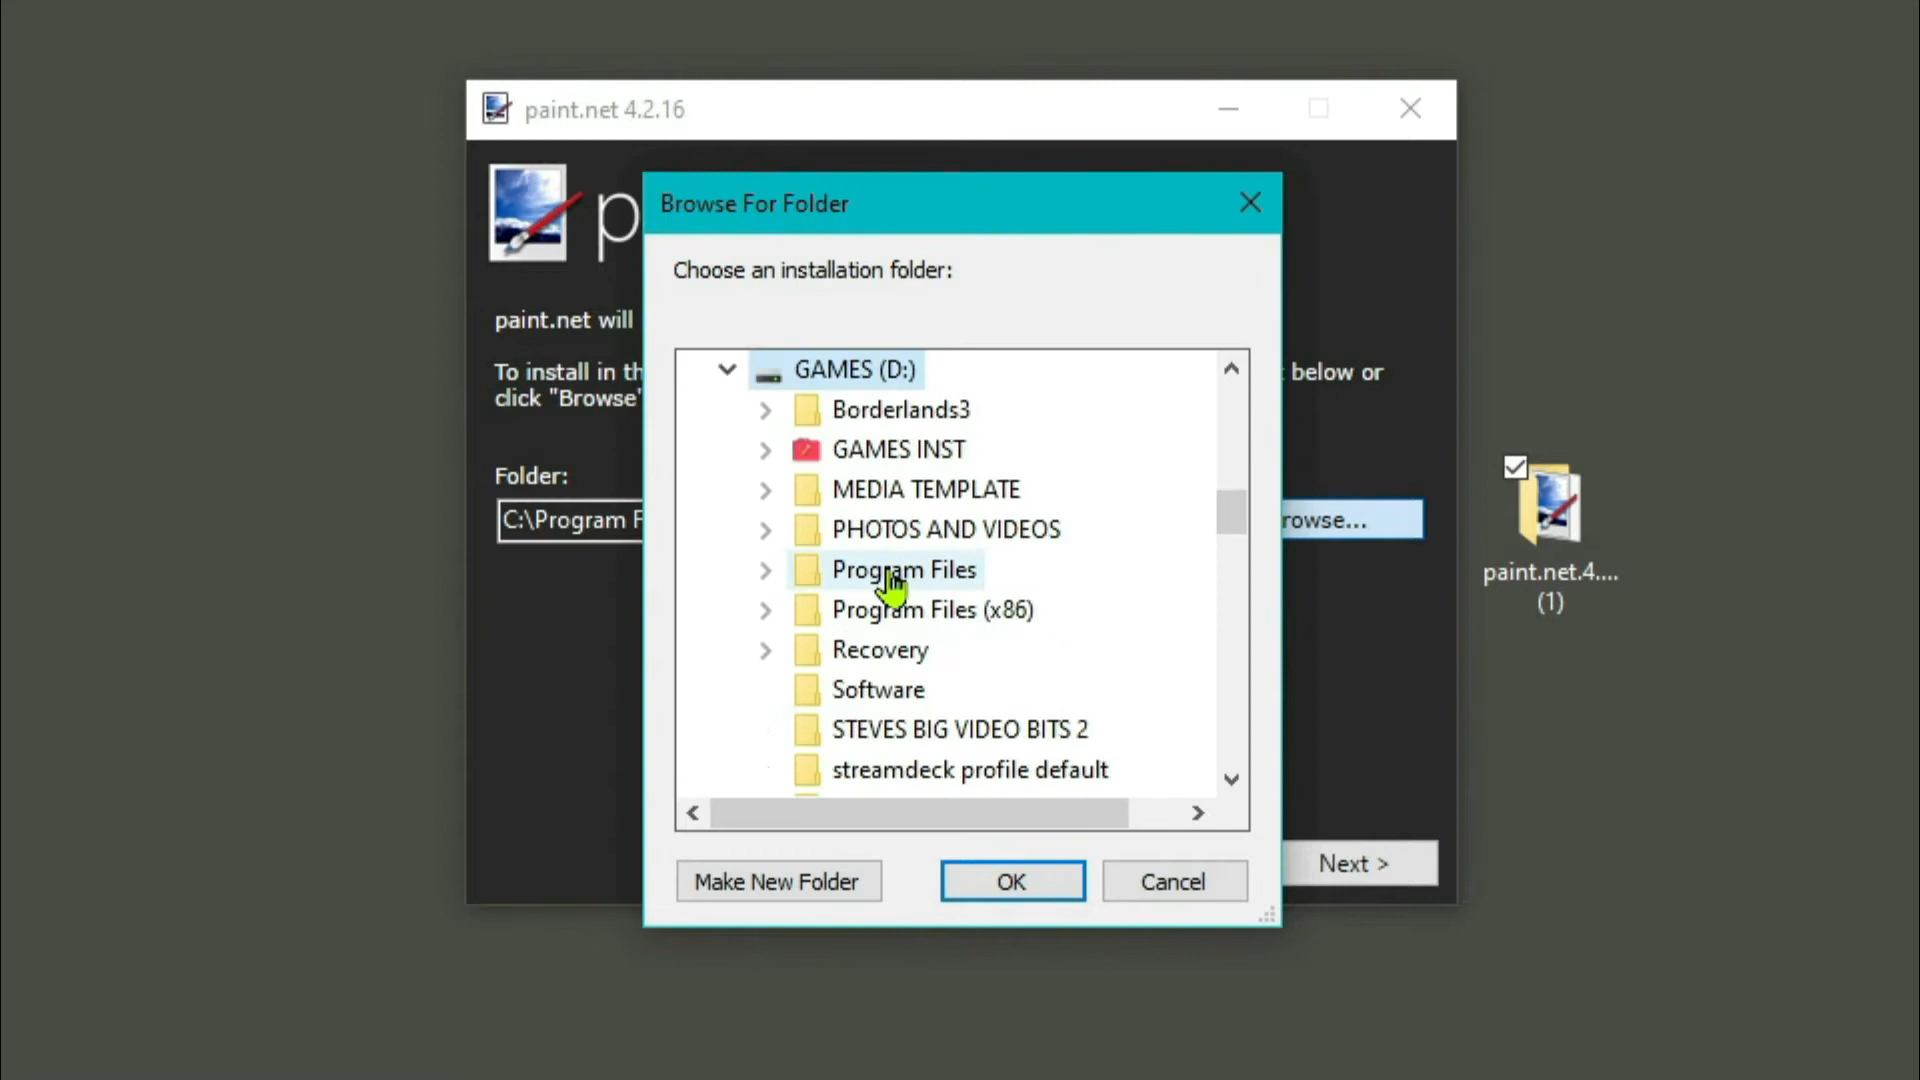 paint.net 4.2.16
p
Browse For Folder
Choose an installation folder:
paint.net will
To install in th
below or
click "Browse"
Folder:
C:\Program F
rowse...
GAMES (D:)
Borderlands3
GAMES INST
MEDIA TEMPLATE
PHOTOS AND VIDEOS
Program Files
Program Files (x86)
Recovery
Software
STEVES BIG VIDEO BITS 2
streamdeck profile default
Make New Folder
OK
Cancel
Next >
paint.net.4....
(1)